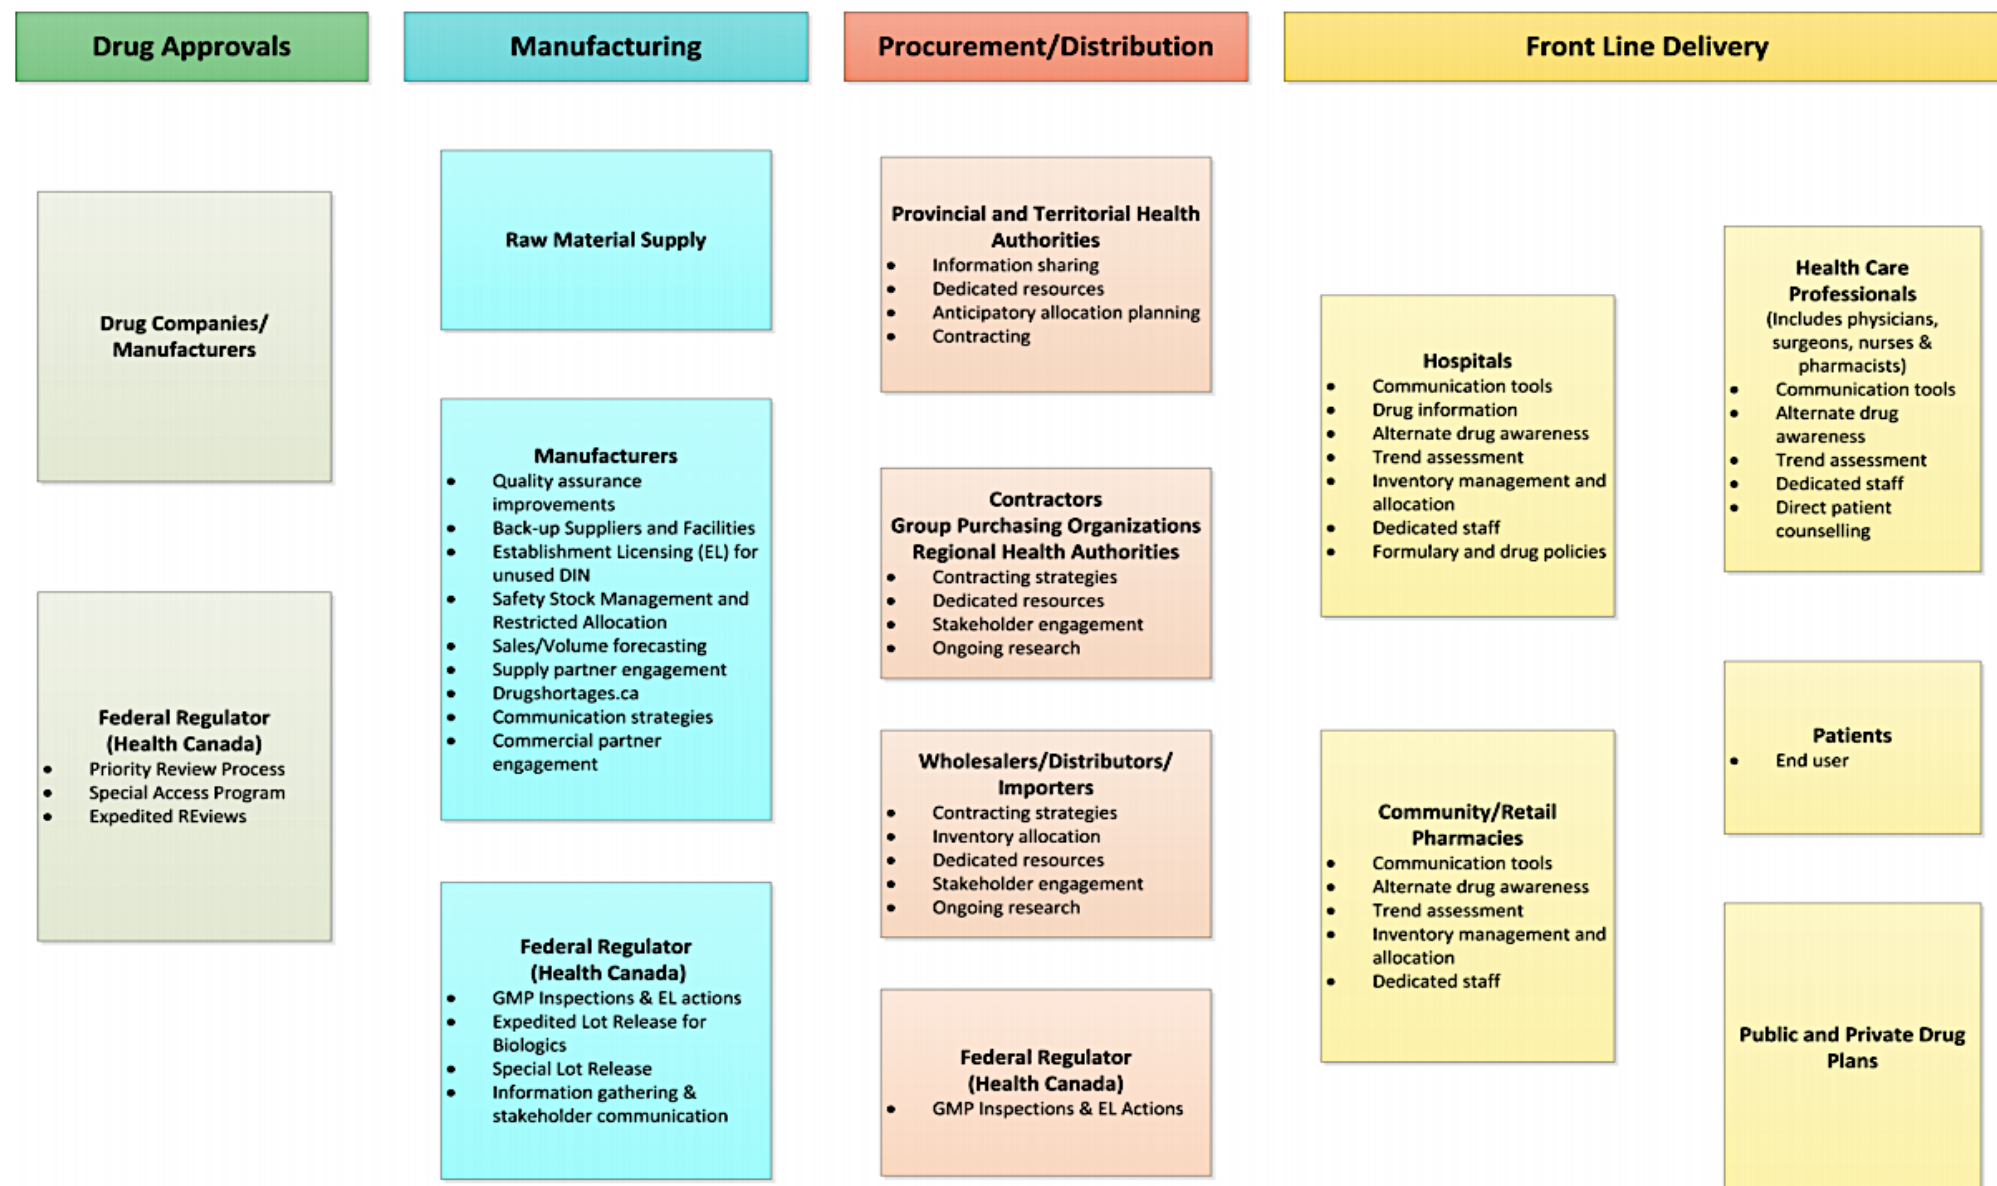 Drug Approvals
Manufacturing
Procurement/Distribution
Front Line Delivery
Drug Companies/
Manufacturers
Federal Regulator
(Health Canada)
• Priority Review Process
• Special Access Program
• Expedited REviews
Raw Material Supply
Manufacturers
• Quality assurance
improvements
• Back-up Suppliers and Facilities
• Establishment Licensing (EL) for
unused DIN
• Safety Stock Management and
Restricted Allocation
• Sales/Volume forecasting
• Supply partner engagement
• Drugshortages.ca
• Communication strategies
• Commercial partner
engagement
Federal Regulator
(Health Canada)
• GMP Inspections & EL actions
• Expedited Lot Release for
Biologics
• Special Lot Release
• Information gathering &
stakeholder communication
Provincial and Territorial Health
Authorities
• Information sharing
• Dedicated resources
• Anticipatory allocation planning
• Contracting
Contractors
Group Purchasing Organizations
Regional Health Authorities
• Contracting strategies
• Dedicated resources
• Stakeholder engagement
• Ongoing research
Wholesalers/Distributors/
Importers
• Contracting strategies
• Inventory allocation
• Dedicated resources
• Stakeholder engagement
• Ongoing research
Federal Regulator
(Health Canada)
• GMP Inspections & EL Actions
Hospitals
• Communication tools
• Drug information
• Alternate drug awareness
• Trend assessment
• Inventory management and
allocation
• Dedicated staff
• Formulary and drug policies
Community/Retail
Pharmacies
• Communication tools
• Alternate drug awareness
• Trend assessment
• Inventory management and
allocation
• Dedicated staff
Health Care
Professionals
(Includes physicians,
surgeons, nurses &
pharmacists)
• Communication tools
• Alternate drug
awareness
• Trend assessment
• Dedicated staff
• Direct patient
counselling
Patients
• End user
Public and Private Drug
Plans